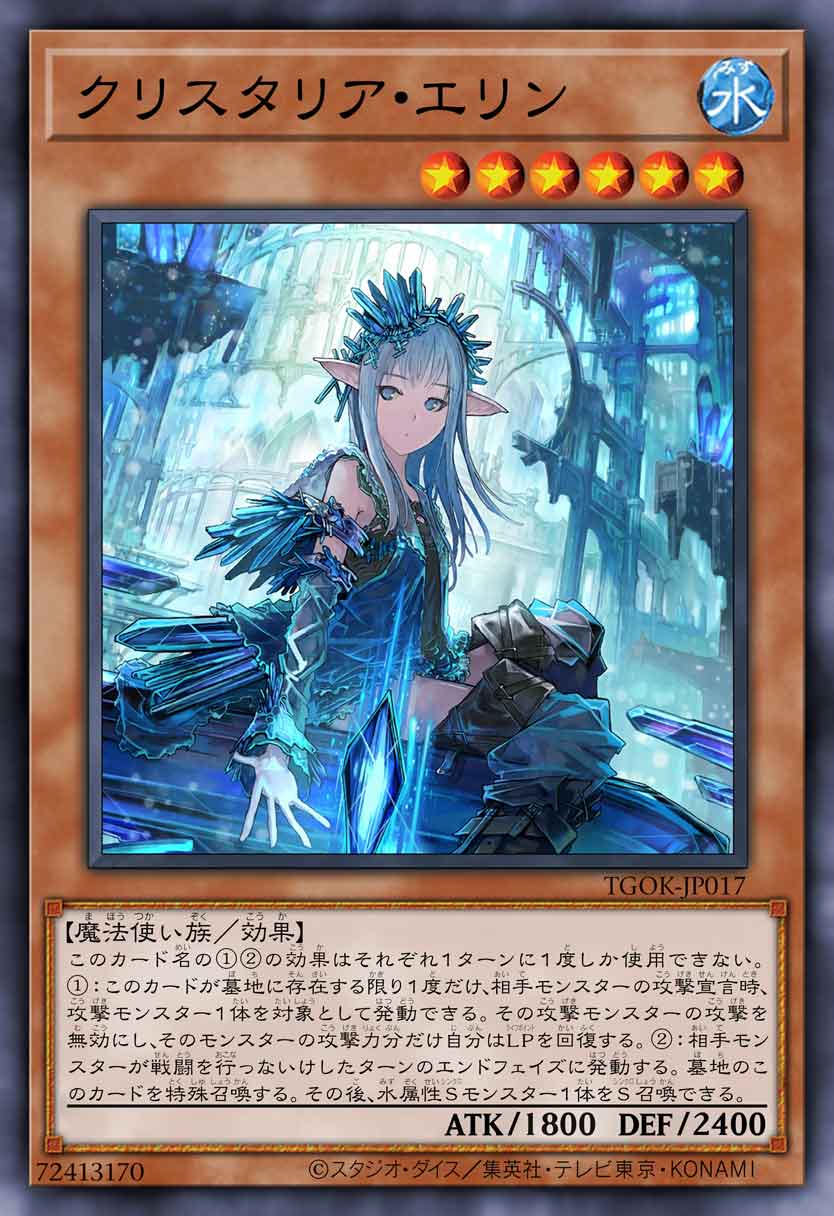 クリスタリア・エリン
みず
水
TGOK-JP017
【魔法使い族／効果】
このカード名の①②の効果はそれぞれ1ターンに1度しか使用できない。
①：このカードが墓地に存在する限り1度だけ、相手モンスターの攻撃宣言時、
攻撃モンスター1体を対象として発動できる。その攻撃モンスターの攻撃を
無効にし、そのモンスターの攻撃力分だけ自分はLPを回復する。②：相手モン
スターが戦闘を行っないけしたターンのエンドフェイズに発動する。墓地のこ
のカードを特殊召喚する。その後、水属性Sモンスター1体をS召喚できる。
ATK/1800 DEF/2400
72413170
©スタジオ・ダイス／集英社・テレビ東京・KONAMI